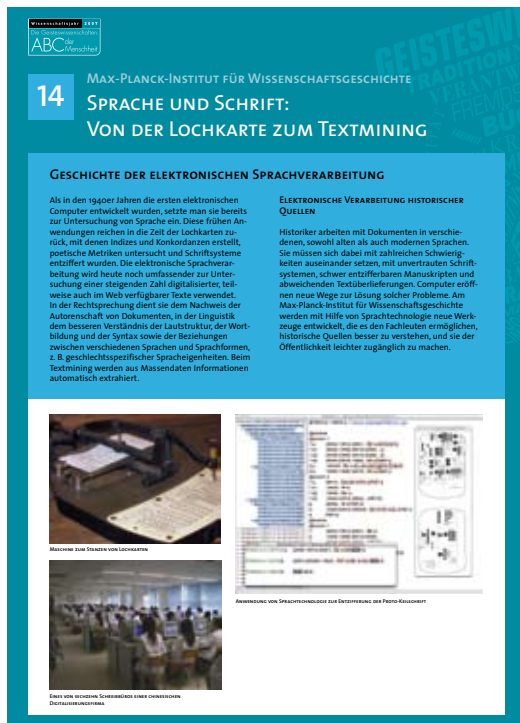 Wissenschaftsjahr 2007
Die Geisteswissenschaften
ABC der Menschheit
14
Max-Planck-Institut für Wissenschaftsgeschichte
Sprache und Schrift:
Von der Lochkarte zum Textmining
Geschichte der elektronischen Sprachverarbeitung
Als in den 1940er Jahren die ersten elektronischen
Computer entwickelt wurden, setzte man sie bereits
zur Untersuchung von Sprache ein. Diese frühen An-
wendungen reichen in die Zeit der Lochkarten zu-
rück, mit denen Indizes und Konkordanzen erstellt,
poetische Metriken untersucht und Schriftsysteme
entziffert wurden. Die elektronische Sprachverar-
beitung wird heute noch umfassender zur Unter-
suchung einer steigenden Zahl digitalisierter, teil-
weise auch im Web verfügbarer Texte verwendet.
In der Rechtsprechung dient sie dem Nachweis der
Autorenschaft von Dokumenten, in der Linguistik
dem besseren Verständnis der Lautstruktur, der Wort-
bildung und der Syntax sowie der Beziehungen
zwischen verschiedenen Sprachen und Sprachformen,
z. B. geschlechtsspezifischer Spracheigenheiten. Beim
Textmining werden aus Massendaten Informationen
automatisch extrahiert.
Elektronische Verarbeitung historischer
Quellen
Historiker arbeiten mit Dokumenten in verschie-
denen, sowohl alten als auch modernen Sprachen.
Sie müssen sich dabei mit zahlreichen Schwierig-
keiten auseinander setzen, mit unvertrauten Schrift-
systemen, schwer entzifferbaren Manuskripten und
abweichenden Textüberlieferungen. Computer eröff-
nen neue Wege zur Lösung solcher Probleme. Am
Max-Planck-Institut für Wissenschaftsgeschichte
werden mit Hilfe von Sprachtechnologie neue Werk-
zeuge entwickelt, die es den Fachleuten ermöglichen,
historische Quellen besser zu verstehen, und sie der
Öffentlichkeit leichter zugänglich zu machen.
Maschine zum Stanzen von Lochkarten
Anwendung von Sprachtechnologie zur Entzifferung der Proto-Keilschrift
Eines von sechzehn Schreibbüros einer chinesischen
Digitalisierungsfirma